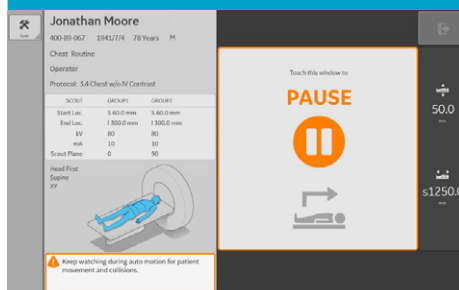 Jonathan Moore
400-89-067 1941/7/4 78 Years M
Chest Routine
Operator
Protocol: 3.4 Chest w/o IV Contrast
SCOUT GROUP1 GROUP2
Start Loc. S 60.0 mm S 60.0 mm
End Loc. I 300.0 mm I 300.0 mm
kV 80 80
mA 10 10
Scout Plane 0 90
Head First
Supine
XY
Keep watching during auto motion for patient
movement and collisions.
Touch this window to
PAUSE
50.0
s1250.0